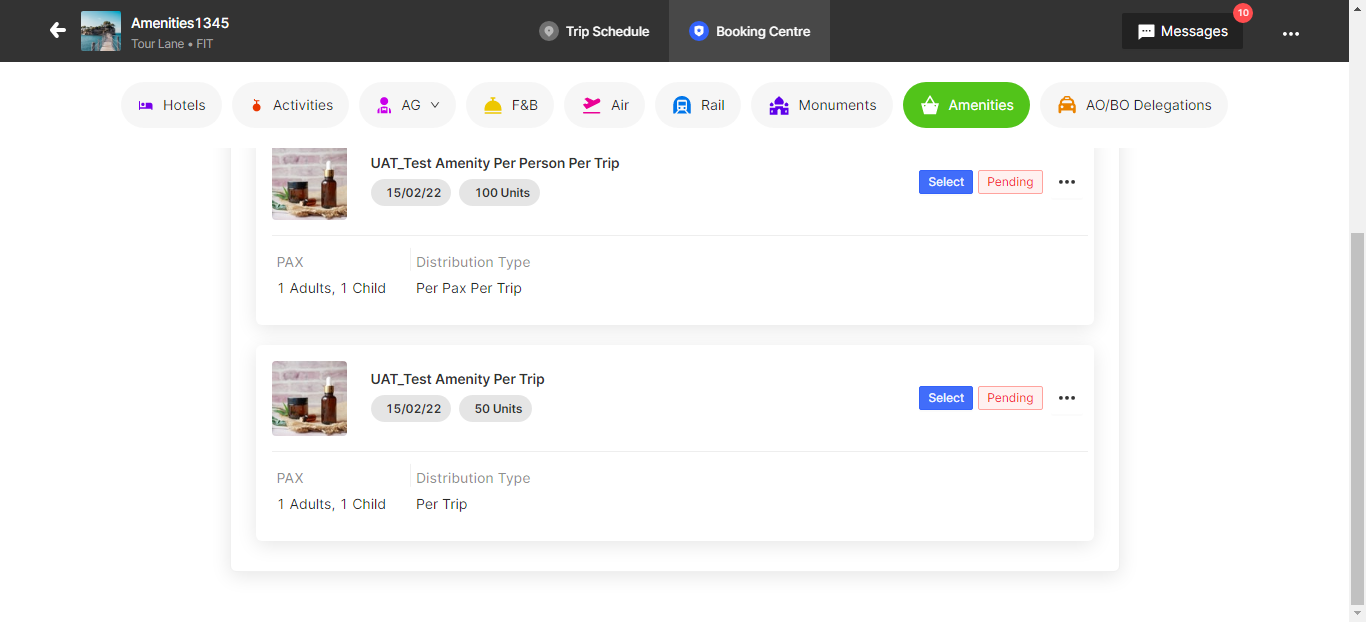 Amenities1345
Tour Lane • FIT
Trip Schedule
Booking Centre
Messages
10
Hotels
Activities
AG
F&B
Air
Rail
Monuments
Amenities
AO/BO Delegations
UAT_Test Amenity Per Person Per Trip
15/02/22
100 Units
Select
Pending
PAX
Distribution Type
1 Adults, 1 Child
Per Pax Per Trip
UAT_Test Amenity Per Trip
15/02/22
50 Units
Select
Pending
PAX
Distribution Type
1 Adults, 1 Child
Per Trip